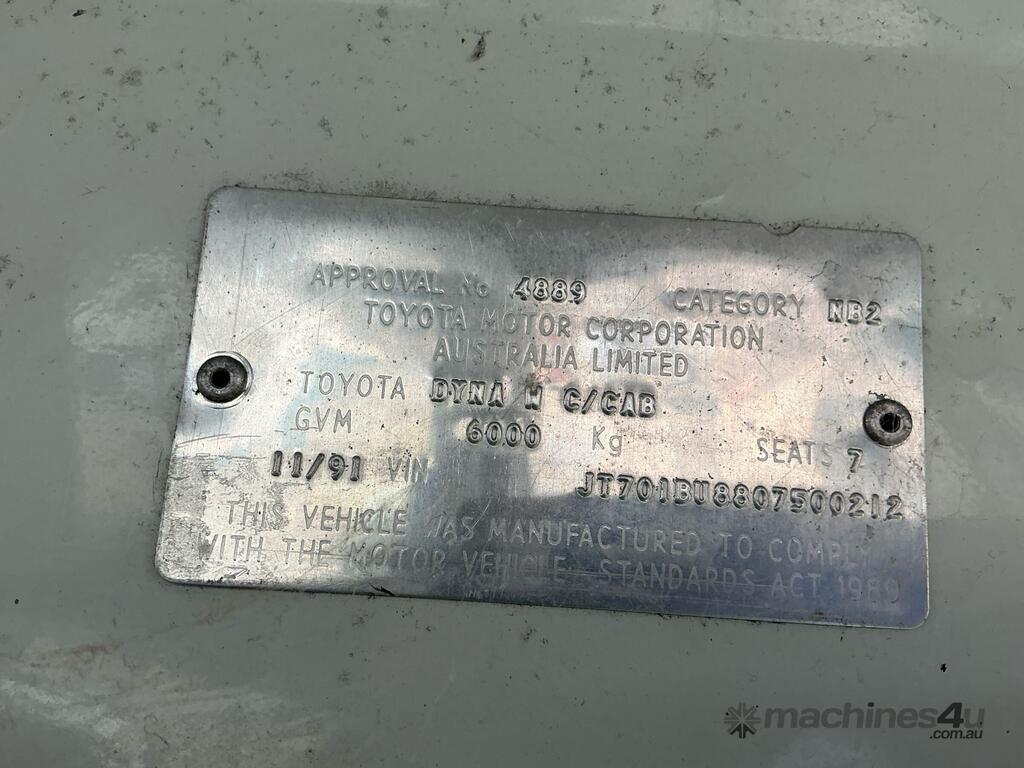 APPROVAL No 4889 CATEGORY NB2
TOYOTA MOTOR CORPORATION
AUSTRALIA LIMITED
TOYOTA DYNA W C/CAB
GVM 6000 Kg SEATS 7
11/91 VIN JT701BU8807500212
THIS VEHICLE WAS MANUFACTURED TO COMPLY
WITH THE MOTOR VEHICLE STANDARDS ACT 1989
machines4u
.com.au